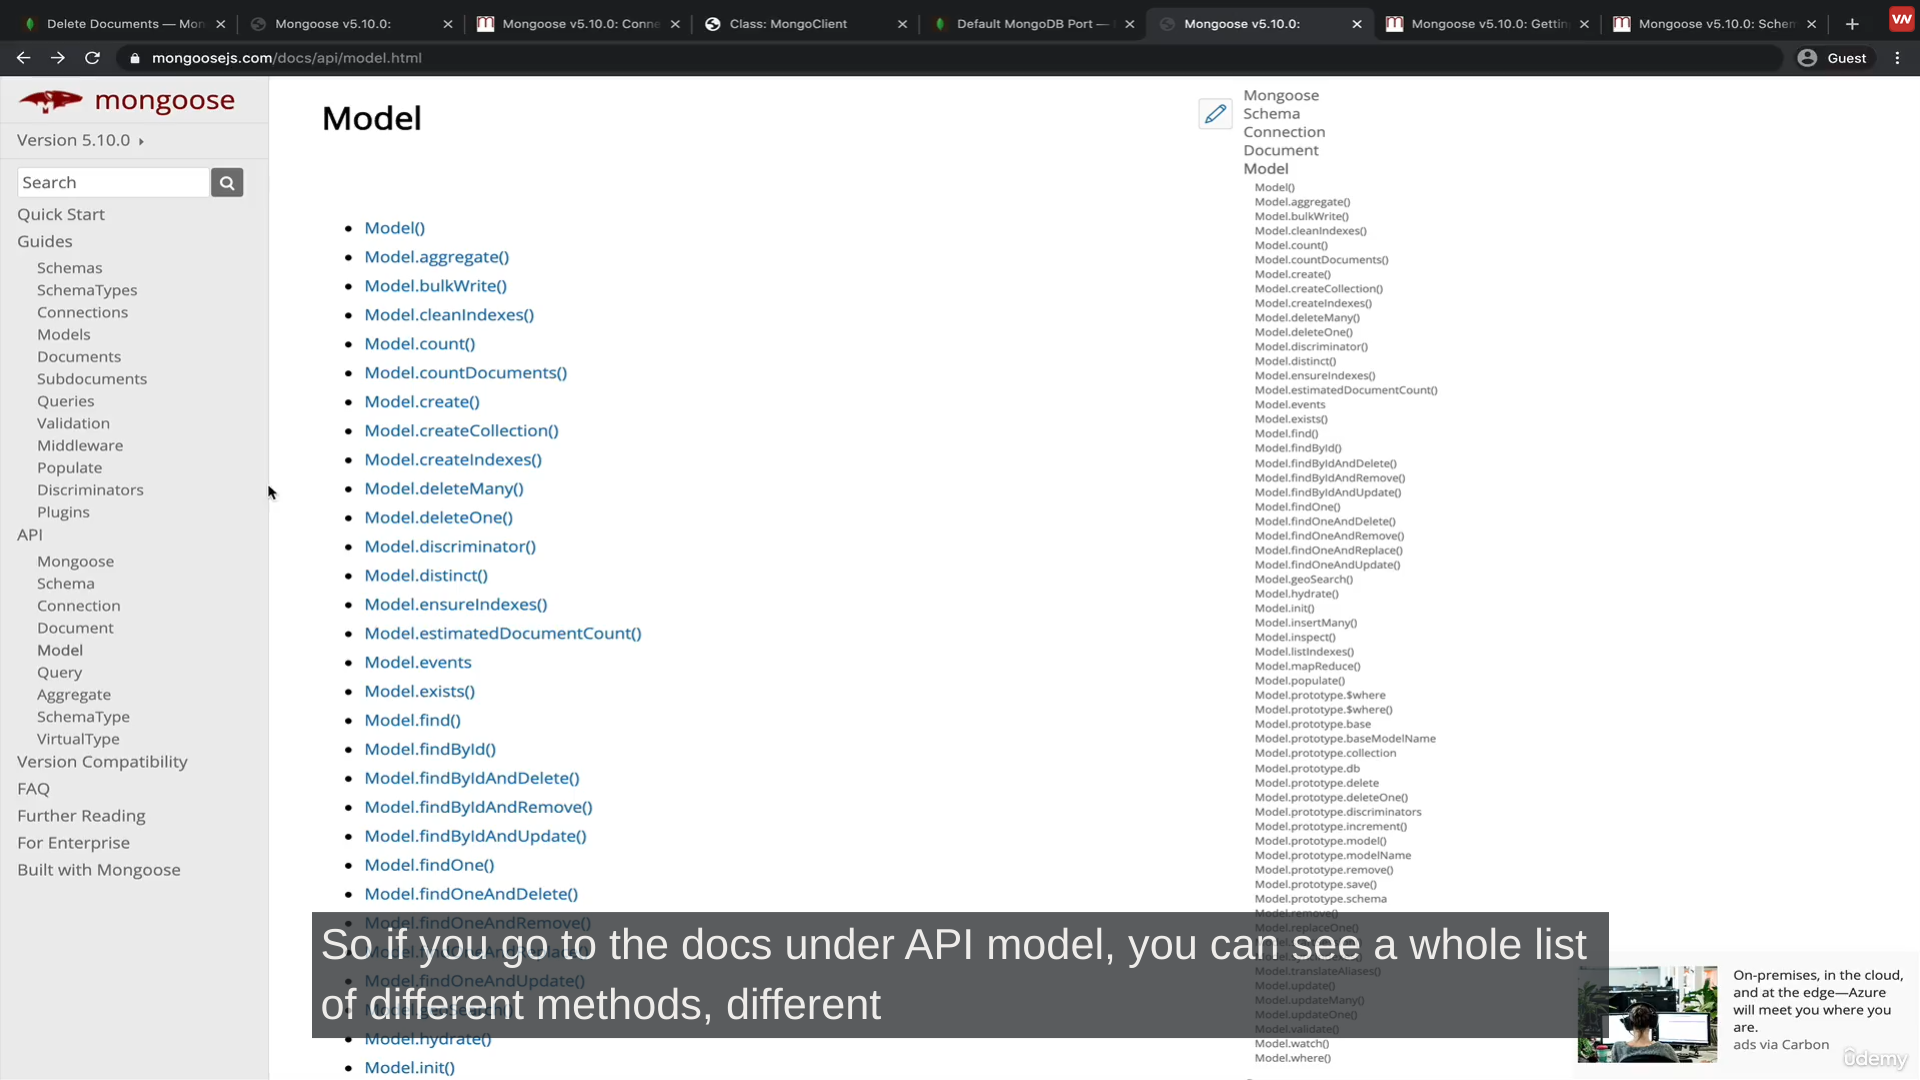 Delete Documents — Mon
Mongoose v5.10.0:
Mongoose v5.10.0: Conne
Class: MongoClient
Default MongoDB Port —
Mongoose v5.10.0:
Mongoose v5.10.0: Gettin
Mongoose v5.10.0: Schem
mongoosejs.com/docs/api/model.html
Guest
mongoose
Version 5.10.0
Search
Quick Start
Guides
Schemas
SchemaTypes
Connections
Models
Documents
Subdocuments
Queries
Validation
Middleware
Populate
Discriminators
Plugins
API
Mongoose
Schema
Connection
Document
Model
Query
Aggregate
SchemaType
VirtualType
Version Compatibility
FAQ
Further Reading
For Enterprise
Built with Mongoose
Model
Model()
Model.aggregate()
Model.bulkWrite()
Model.cleanIndexes()
Model.count()
Model.countDocuments()
Model.create()
Model.createCollection()
Model.createIndexes()
Model.deleteMany()
Model.deleteOne()
Model.discriminator()
Model.distinct()
Model.ensureIndexes()
Model.estimatedDocumentCount()
Model.events
Model.exists()
Model.find()
Model.findById()
Model.findByIdAndDelete()
Model.findByIdAndRemove()
Model.findByIdAndUpdate()
Model.findOne()
Model.findOneAndDelete()
Model.findOneAndRemove()
Model.findOneAndUpdate()
Model.hydrate()
Model.init()
Mongoose
Schema
Connection
Document
Model
Model()
Model.aggregate()
Model.bulkWrite()
Model.cleanIndexes()
Model.count()
Model.countDocuments()
Model.create()
Model.createCollection()
Model.createIndexes()
Model.deleteMany()
Model.deleteOne()
Model.discriminator()
Model.distinct()
Model.ensureIndexes()
Model.estimatedDocumentCount()
Model.events
Model.exists()
Model.find()
Model.findById()
Model.findByIdAndDelete()
Model.findByIdAndRemove()
Model.findByIdAndUpdate()
Model.findOne()
Model.findOneAndDelete()
Model.findOneAndRemove()
Model.findOneAndReplace()
Model.findOneAndUpdate()
Model.geoSearch()
Model.hydrate()
Model.init()
Model.insertMany()
Model.inspect()
Model.listIndexes()
Model.mapReduce()
Model.populate()
Model.prototype.$where
Model.prototype.$where()
Model.prototype.base
Model.prototype.baseModelName
Model.prototype.collection
Model.prototype.db
Model.prototype.delete
Model.prototype.deleteOne()
Model.prototype.discriminators
Model.prototype.increment()
Model.prototype.model()
Model.prototype.modelName
Model.prototype.remove()
Model.prototype.save()
Model.prototype.schema
Model.remove()
Model.replaceOne()
Model.translateAliases()
Model.update()
Model.updateMany()
Model.updateOne()
Model.validate()
Model.watch()
Model.where()
So if you go to the docs under API model, you can see a whole list
of different methods, different
On-premises, in the cloud,
and at the edge—Azure
will meet you where you
are.
ads via Carbon
ûdemy